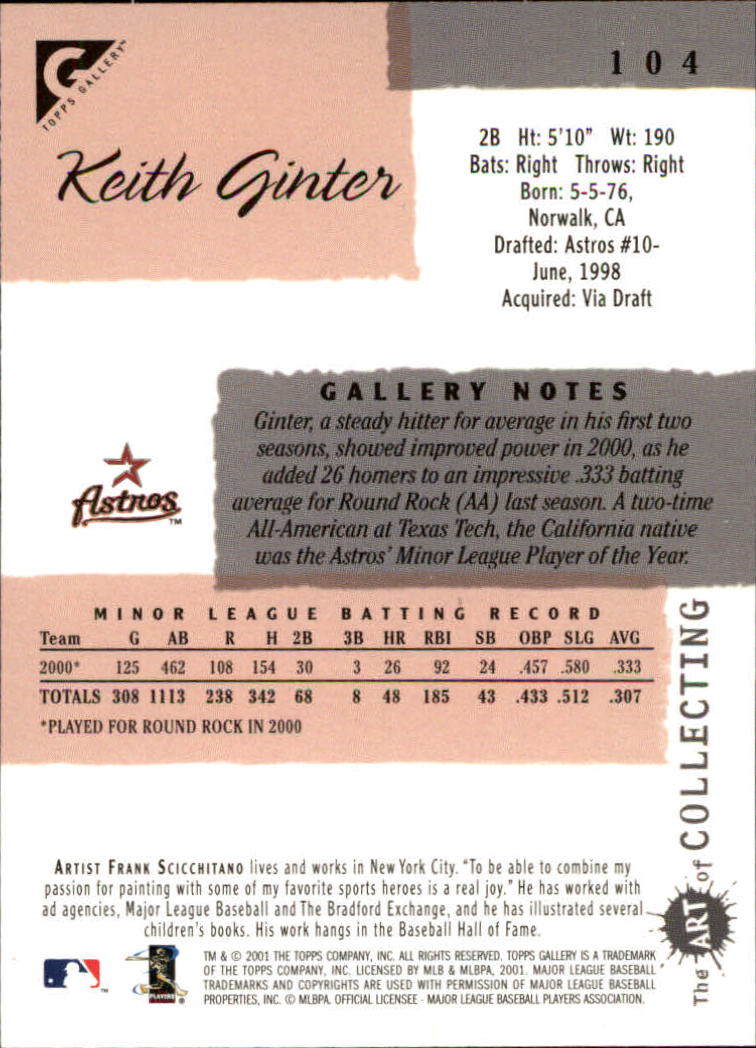 TOPPS GALLERY™
104
Keith Ginter
2B Ht: 5'10" Wt: 190
Bats: Right Throws: Right
Born: 5-5-76,
Norwalk, CA
Drafted: Astros #10-
June, 1998
Acquired: Via Draft
GALLERY NOTES
Ginter, a steady hitter for average in his first two
seasons, showed improved power in 2000, as he
added 26 homers to an impressive .333 batting
average for Round Rock (AA) last season. A two-time
All-American at Texas Tech, the California native
was the Astros' Minor League Player of the Year.
Astros™
MINOR LEAGUE BATTING RECORD
Team G AB R H 2B 3B HR RBI SB OBP SLG AVG
2000* 125 462 108 154 30 3 26 92 24 .457 .580 .333
TOTALS 308 1113 238 342 68 8 48 185 43 .433 .512 .307
*PLAYED FOR ROUND ROCK IN 2000
The ART of COLLECTING
ARTIST FRANK SCICCHITANO lives and works in New York City. "To be able to combine my
passion for painting with some of my favorite sports heroes is a real joy." He has worked with
ad agencies, Major League Baseball and The Bradford Exchange, and he has illustrated several
children's books. His work hangs in the Baseball Hall of Fame.
PLAYERS
TM & © 2001 THE TOPPS COMPANY, INC. ALL RIGHTS RESERVED. TOPPS GALLERY IS A TRADEMARK
OF THE TOPPS COMPANY, INC. LICENSED BY MLB & MLBPA, 2001. MAJOR LEAGUE BASEBALL
TRADEMARKS AND COPYRIGHTS ARE USED WITH PERMISSION OF MAJOR LEAGUE BASEBALL
PROPERTIES, INC. © MLBPA. OFFICIAL LICENSEE - MAJOR LEAGUE BASEBALL PLAYERS ASSOCIATION.